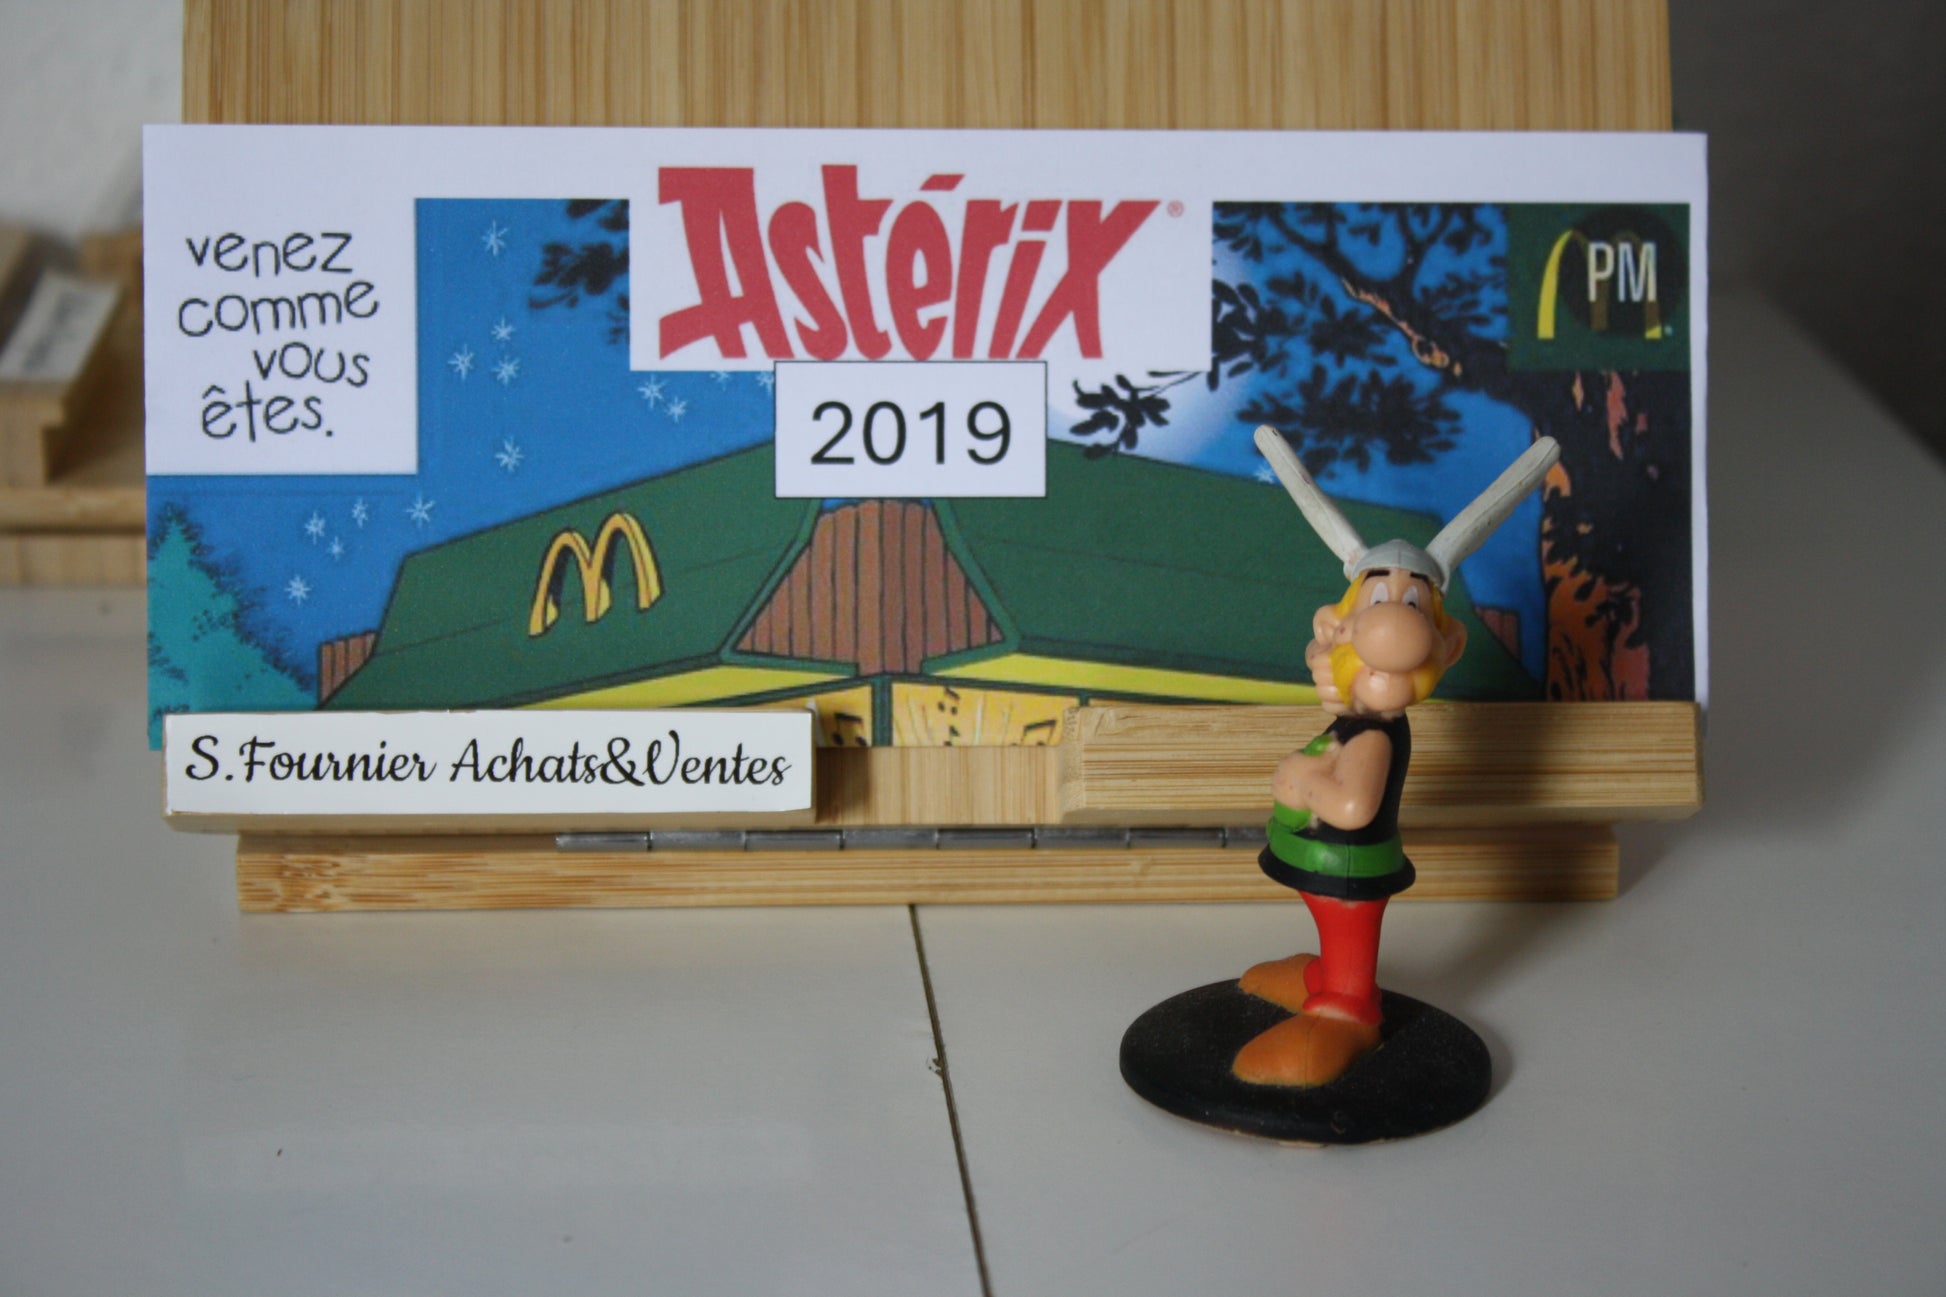 Astérix®
venez
comme
vous
êtes.
PM
2019
S.Fournier Achats&Ventes